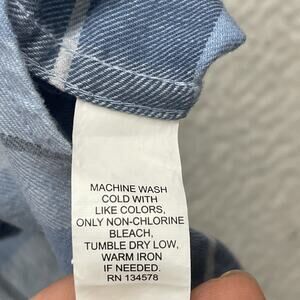 MACHINE WASH
COLD WITH
LIKE COLORS,
ONLY NON-CHLORINE
BLEACH,
TUMBLE DRY LOW,
WARM IRON
IF NEEDED.
RN 134578